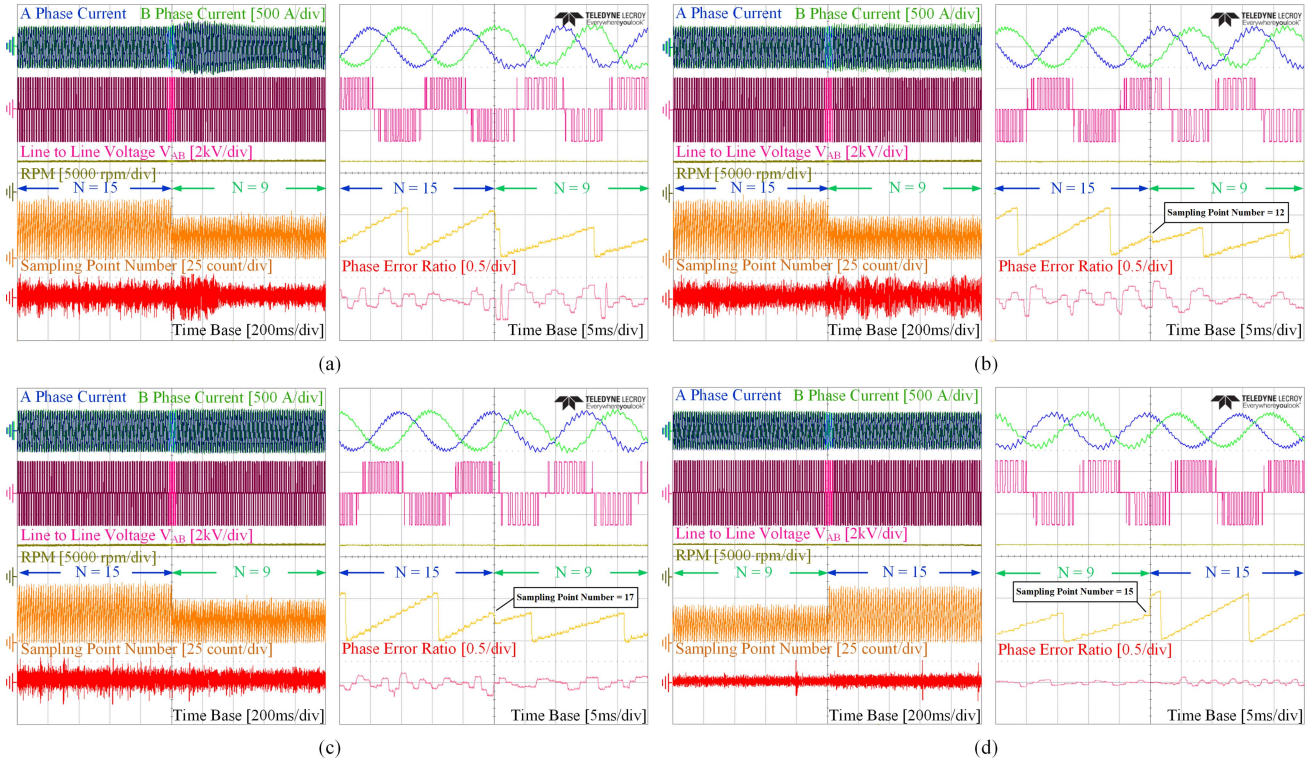 A Phase Current B Phase Current [500 A/div]
TELEDYNE LECROY
Everywhereyoulook™
Line to Line Voltage VAB [2kV/div]
RPM [5000 rpm/div]
N = 15 N = 9 N = 15 N = 9
Sampling Point Number [25 count/div]
Phase Error Ratio [0.5/div]
Time Base [200ms/div] Time Base [5ms/div]
(a)
A Phase Current B Phase Current [500 A/div]
TELEDYNE LECROY
Everywhereyoulook™
Line to Line Voltage VAB [2kV/div]
RPM [5000 rpm/div]
N = 15 N = 9 N = 15 N = 9
Sampling Point Number = 12
Sampling Point Number [25 count/div]
Phase Error Ratio [0.5/div]
Time Base [200ms/div] Time Base [5ms/div]
(b)
A Phase Current B Phase Current [500 A/div]
TELEDYNE LECROY
Everywhereyoulook™
Line to Line Voltage VAB [2kV/div]
RPM [5000 rpm/div]
N = 15 N = 9 N = 15 N = 9
Sampling Point Number = 17
Sampling Point Number [25 count/div]
Phase Error Ratio [0.5/div]
Time Base [200ms/div] Time Base [5ms/div]
(c)
A Phase Current B Phase Current [500 A/div]
TELEDYNE LECROY
Everywhereyoulook™
Line to Line Voltage VAB [2kV/div]
RPM [5000 rpm/div]
N = 9 N = 15 N = 9 N = 15
Sampling Point Number = 15
Sampling Point Number [25 count/div]
Phase Error Ratio [0.5/div]
Time Base [200ms/div] Time Base [5ms/div]
(d)